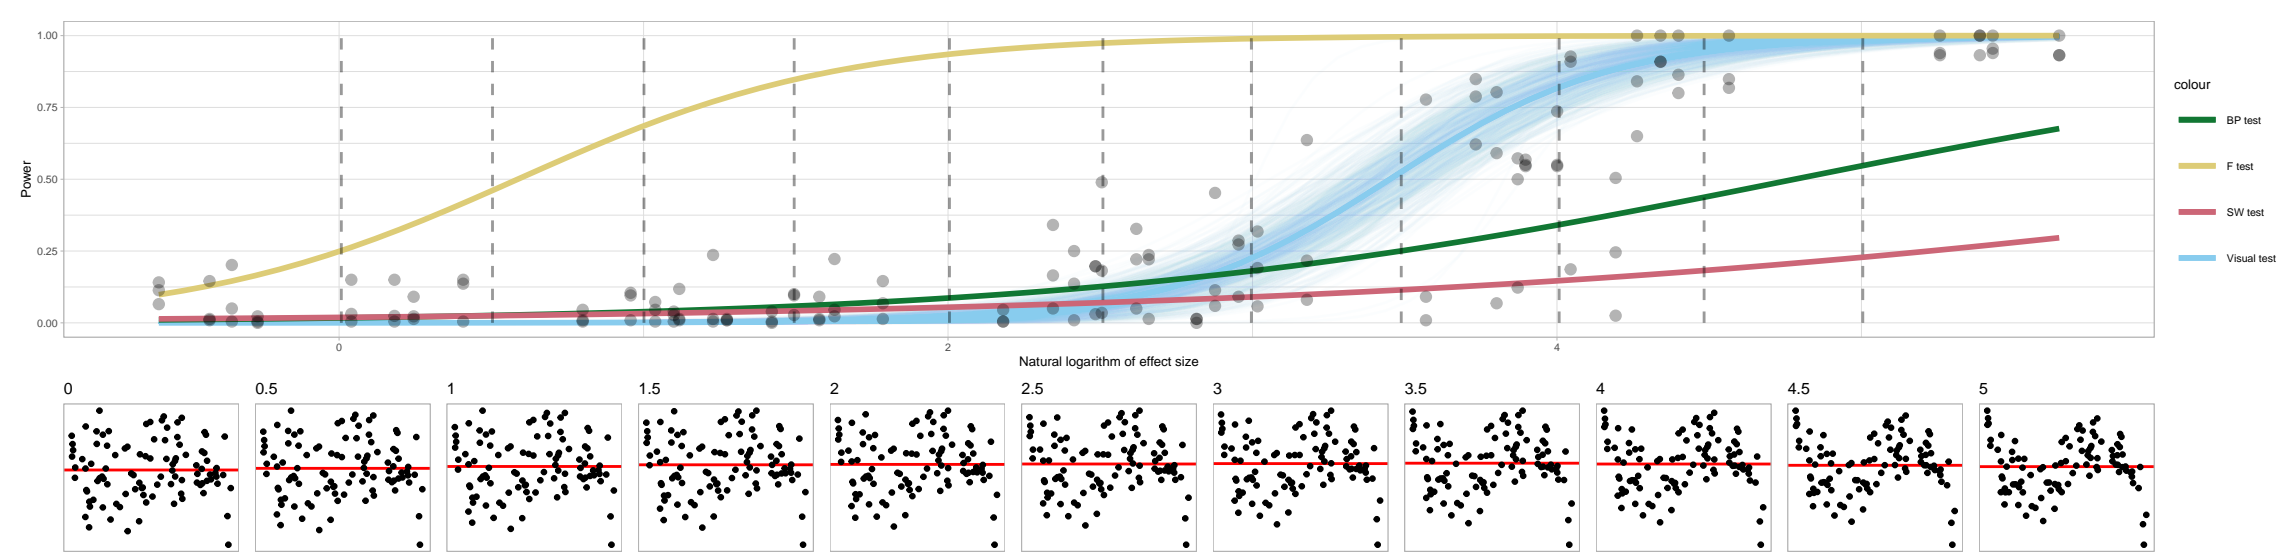 1.00
0.75
0.50
0.25
0.00
Power
0 2 4
Natural logarithm of effect size
colour
BP test
F test
SW test
Visual test
0 0.5 1 1.5 2 2.5 3 3.5 4 4.5 5